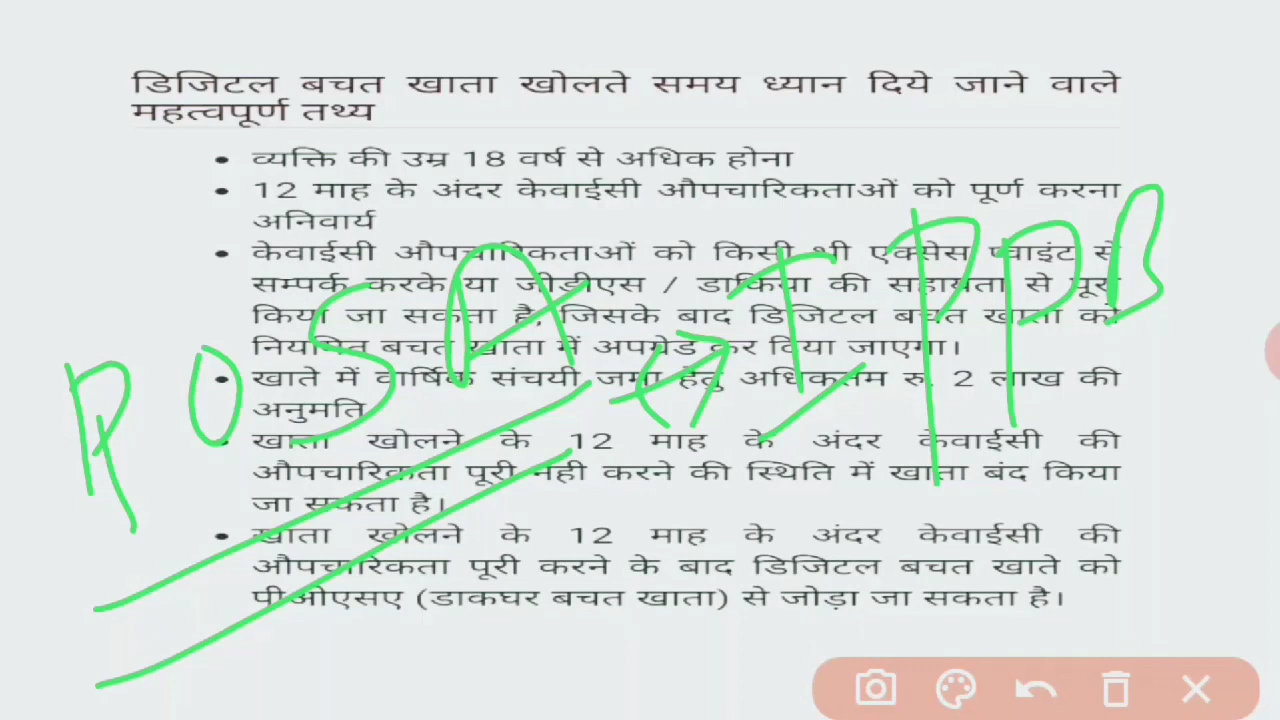 डिजिटल बचत खाता खोलते समय ध्यान दिये जाने वाले
महत्वपूर्ण तथ्य
• व्यक्ति की उम्र 18 वर्ष से अधिक होना
• 12 माह के अंदर केवाईसी औपचारिकताओं को पूर्ण करना
अनिवार्य
• केवाईसी औपचारिकताओं को किसी भी एक्सेस प्वाइंट से
सम्पर्क करके या जीडीएस / डाकिया की सहायता से पूरा
किया जा सकता है, जिसके बाद डिजिटल बचत खाता को
नियमित बचत खाता में अपग्रेड कर दिया जाएगा।
• खाते में वार्षिक संचयी जमा हेतु अधिकतम रु. 2 लाख की
अनुमति
• खाता खोलने के 12 माह के अंदर केवाईसी की
औपचारिकता पूरी नही करने की स्थिति में खाता बंद किया
जा सकता है।
• खाता खोलने के 12 माह के अंदर केवाईसी की
औपचारिकता पूरी करने के बाद डिजिटल बचत खाते को
पीओएसए (डाकघर बचत खाता) से जोड़ा जा सकता है।
POSA ↔ IPPB